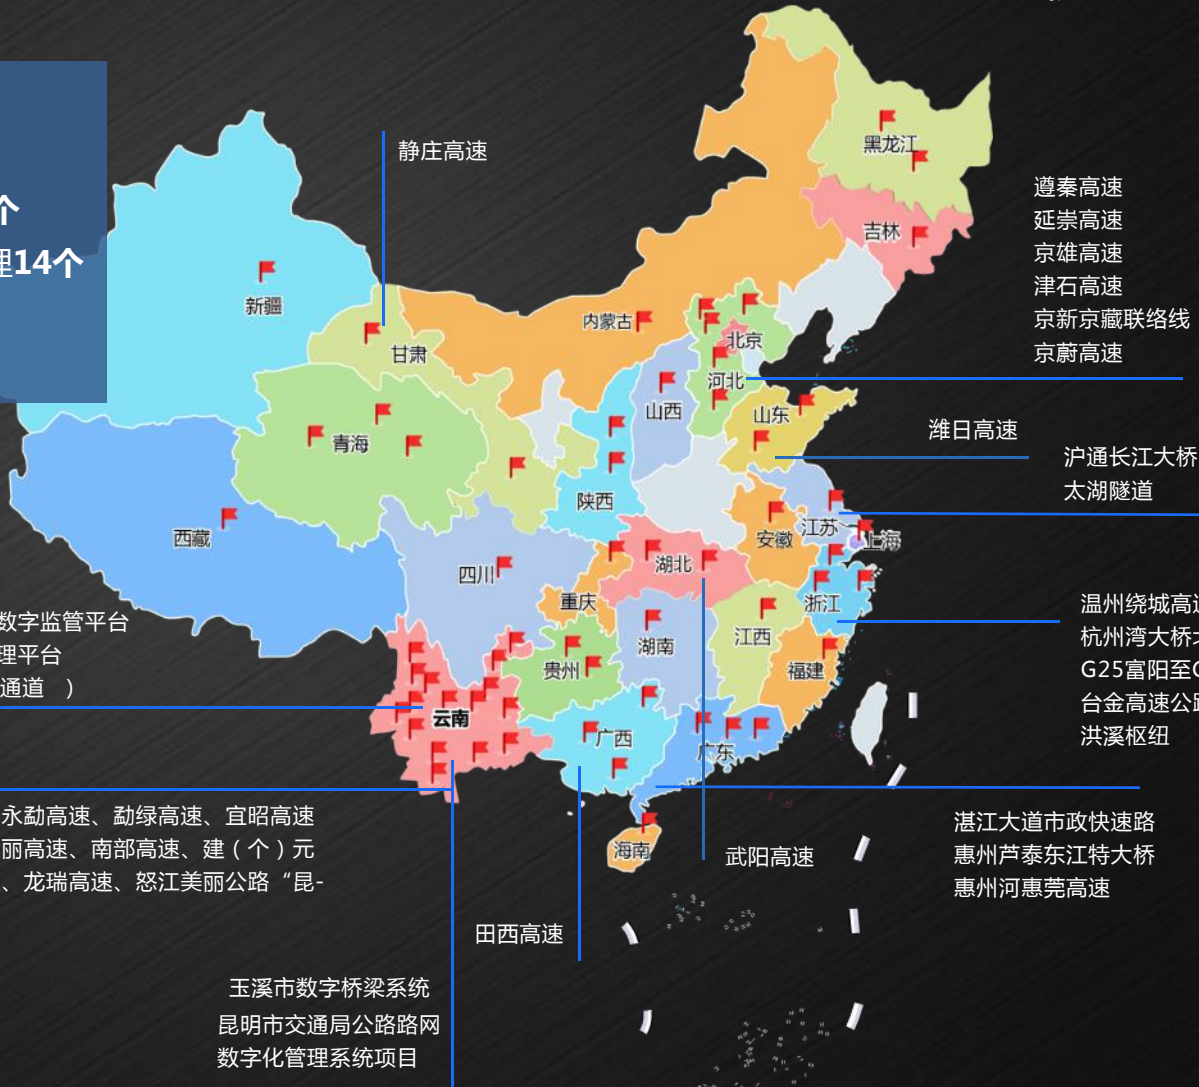 个
理14个
静庄高速
遵秦高速
延崇高速
京雄高速
津石高速
京新京藏联络线
京蔚高速
潍日高速
沪通长江大桥
太湖隧道
黑龙江
吉林
新疆
内蒙古
甘肃
北京
河北
山西
山东
青海
陕西
西藏
安徽
江苏
上海
四川
湖北
重庆
浙江
湖南
江西
贵州
福建
云南
广西
广东
海南
数字监管平台
理平台
通道 ）
温州绕城高速
杭州湾大桥
G25富阳至
台金高速公路
洪溪枢纽
永勐高速、勐绿高速、宜昭高速
丽高速、南部高速、建（个）元
、龙瑞高速、怒江美丽公路“昆-
湛江大道市政快速路
惠州芦泰东江特大桥
惠州河惠莞高速
武阳高速
田西高速
玉溪市数字桥梁系统
昆明市交通局公路路网
数字化管理系统项目